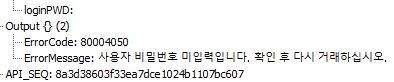 loginPWD:
Output {} (2)
ErrorCode: 80004050
ErrorMessage: 사용자 비밀번호 미입력입니다. 확인 후 다시 거래하십시오.
API_SEQ: 8a3d38603f33ea7dce1024b1107bc607